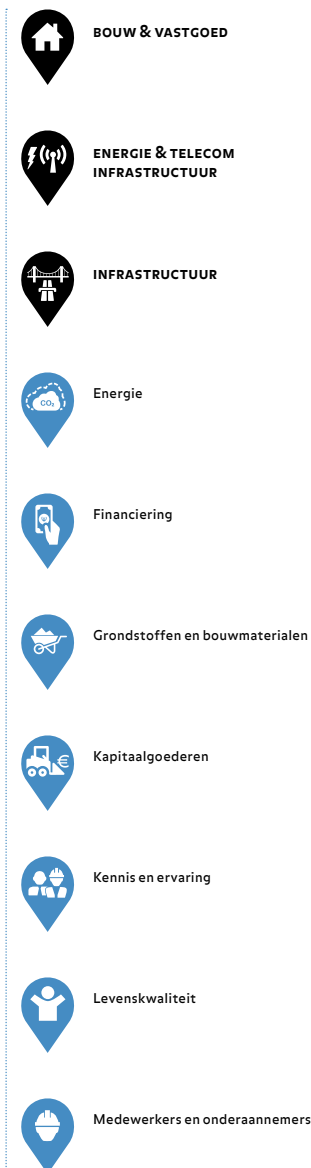 BOUW & VASTGOED
ENERGIE & TELECOM
INFRASTRUCTUUR
INFRASTRUCTUUR
CO₂
Energie
Financiering
Grondstoffen en bouwmaterialen
€
Kapitaalgoederen
Kennis en ervaring
Levenskwaliteit
Medewerkers en onderaannemers